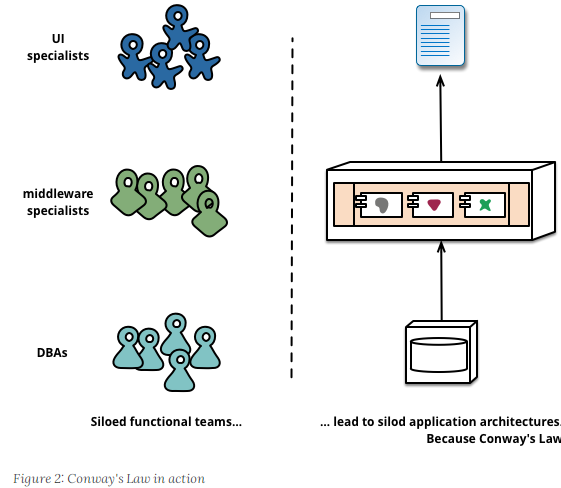 UI
specialists
middleware
specialists
DBAs
Siloed functional teams...
... lead to silod application architectures.
Because Conway's Law
Figure 2: Conway's Law in action